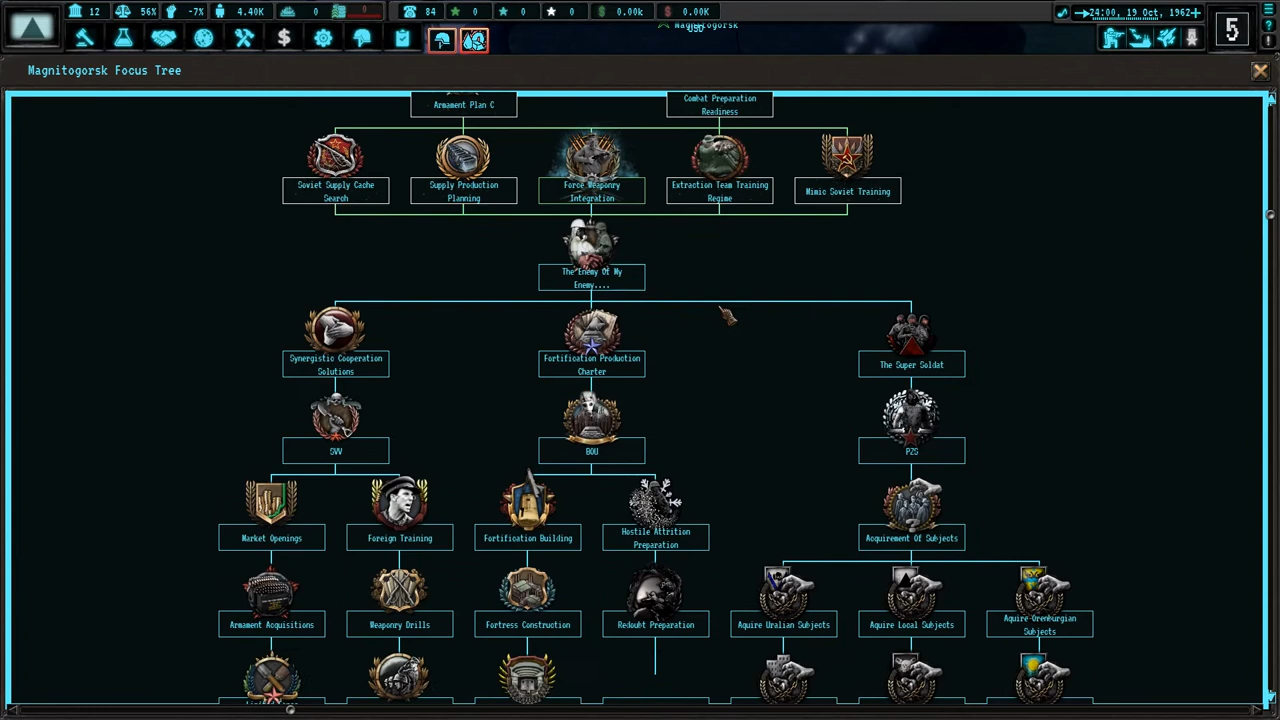 12
56%
-7%
4.40K
0
0
84
0
0
0
0.00k
0.00K
24:00, 19 Oct, 1962
5
Magnitogorsk
USD
Magnitogorsk Focus Tree
Armament Plan C
Combat Preparation
Readiness
Soviet Supply Cache
Search
Supply Production
Planning
Force Weaponry
Integration
Extraction Team Training
Regime
Mimic Soviet Training
The Enemy Of My
Enemy....
Synergistic Cooperation
Solutions
Fortification Production
Charter
The Super Soldat
SVV
BOU
PZS
Market Openings
Foreign Training
Fortification Building
Hostile Attrition
Preparation
Acquirement Of Subjects
Armament Acquisitions
Weaponry Drills
Fortress Construction
Redoubt Preparation
Aquire Uralian Subjects
Aquire Local Subjects
Aquire Orenburgian
Subjects